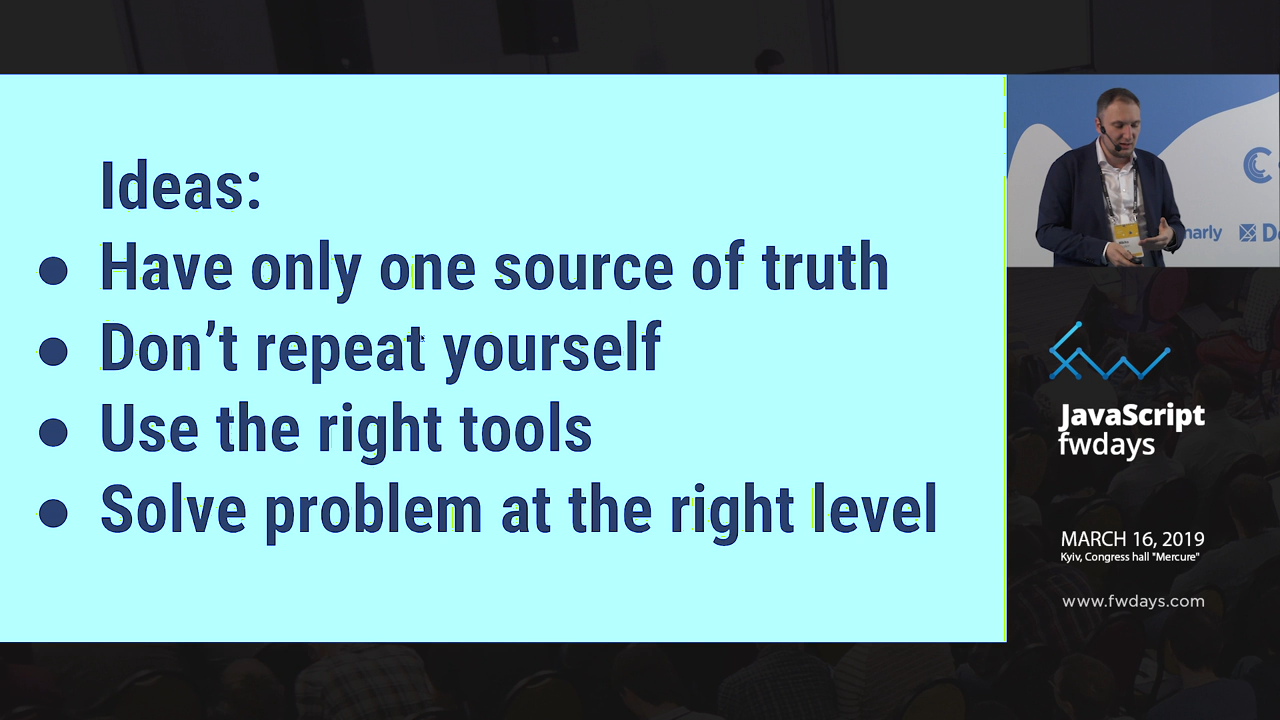 Ideas:
● Have only one source of truth
● Don’t repeat yourself
● Use the right tools
● Solve problem at the right level
JavaScript
fwdays
MARCH 16, 2019
Kyiv, Congress hall "Mercure"
www.fwdays.com